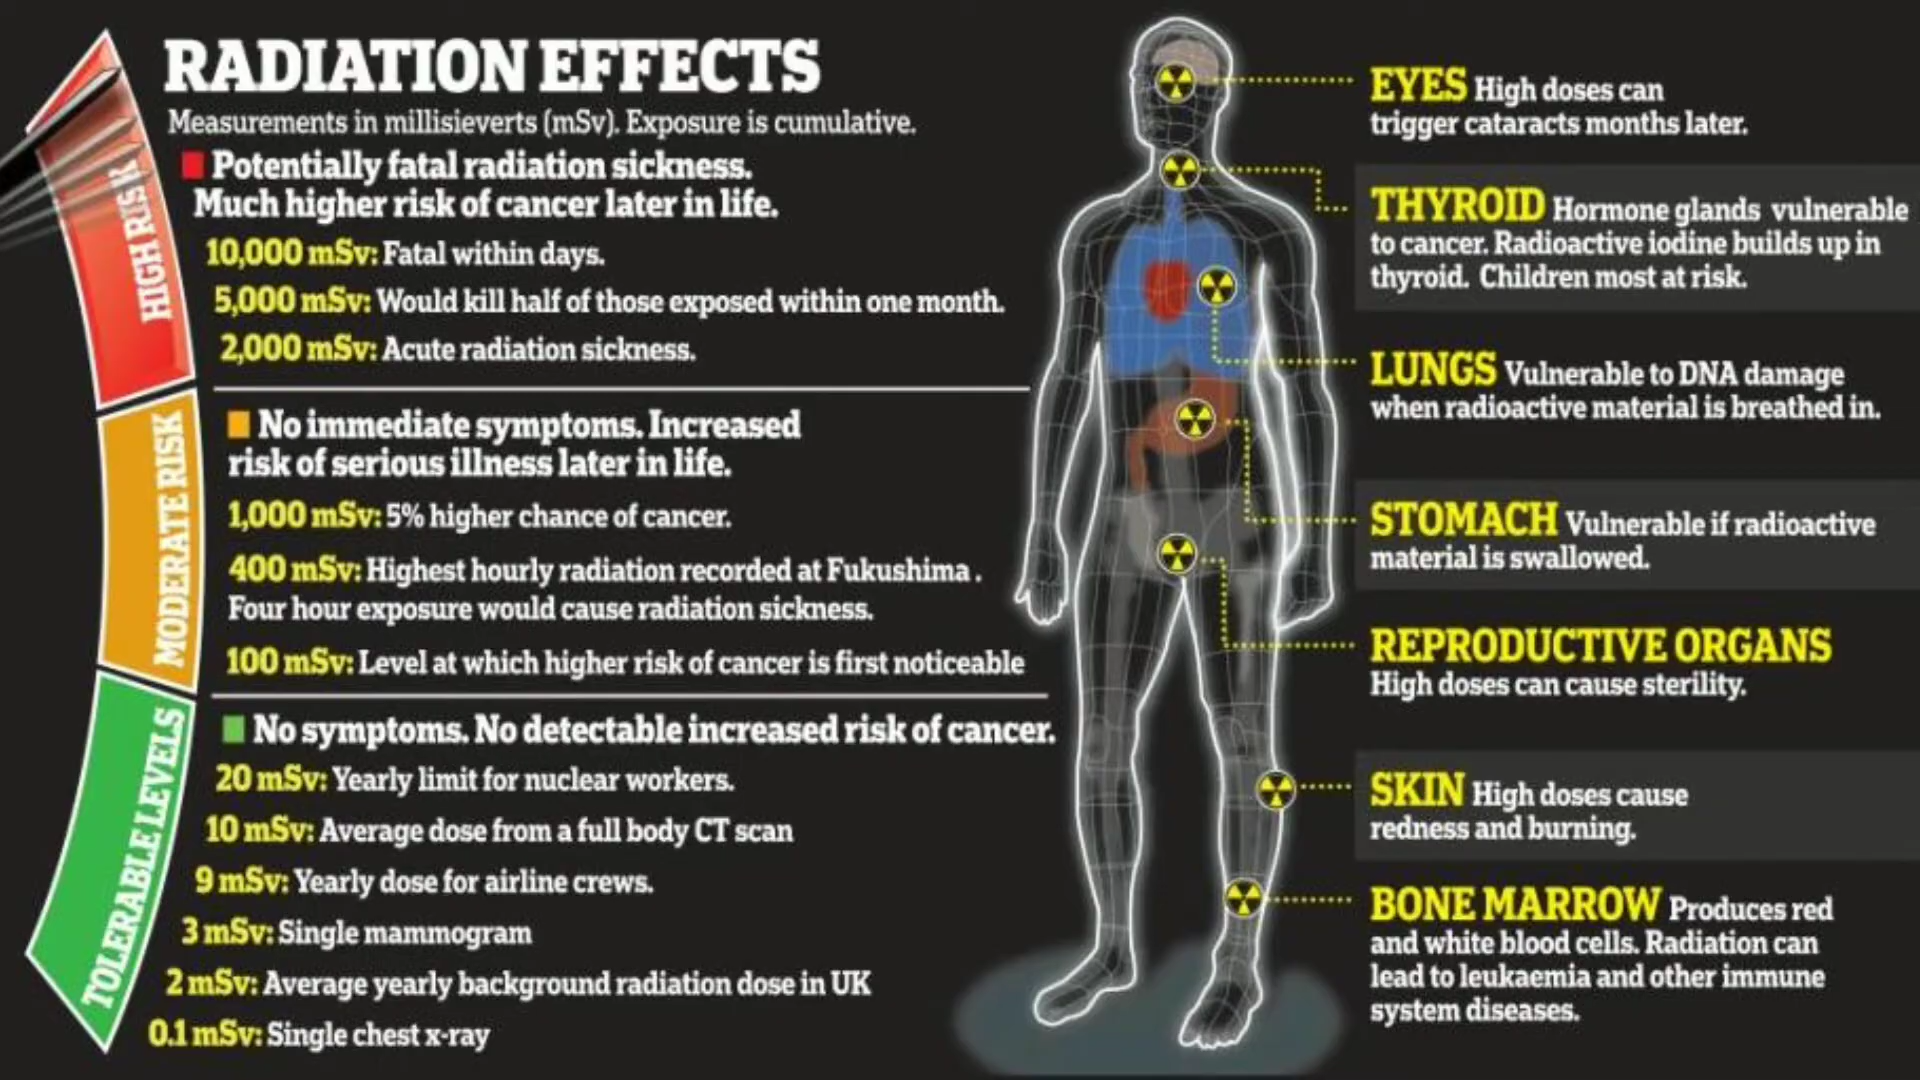 RADIATION EFFECTS
Measurements in millisieverts (mSv). Exposure is cumulative.
HIGH RISK
Potentially fatal radiation sickness.
Much higher risk of cancer later in life.
10,000 mSv: Fatal within days.
5,000 mSv: Would kill half of those exposed within one month.
2,000 mSv: Acute radiation sickness.
MODERATE RISK
No immediate symptoms. Increased
risk of serious illness later in life.
1,000 mSv: 5% higher chance of cancer.
400 mSv: Highest hourly radiation recorded at Fukushima .
Four hour exposure would cause radiation sickness.
100 mSv: Level at which higher risk of cancer is first noticeable
TOLERABLE LEVELS
No symptoms. No detectable increased risk of cancer.
20 mSv: Yearly limit for nuclear workers.
10 mSv: Average dose from a full body CT scan
9 mSv: Yearly dose for airline crews.
3 mSv: Single mammogram
2 mSv: Average yearly background radiation dose in UK
0.1 mSv: Single chest x-ray
EYES High doses can
trigger cataracts months later.
THYROID Hormone glands vulnerable
to cancer. Radioactive iodine builds up in
thyroid. Children most at risk.
LUNGS Vulnerable to DNA damage
when radioactive material is breathed in.
STOMACH Vulnerable if radioactive
material is swallowed.
REPRODUCTIVE ORGANS
High doses can cause sterility.
SKIN High doses cause
redness and burning.
BONE MARROW Produces red
and white blood cells. Radiation can
lead to leukaemia and other immune
system diseases.